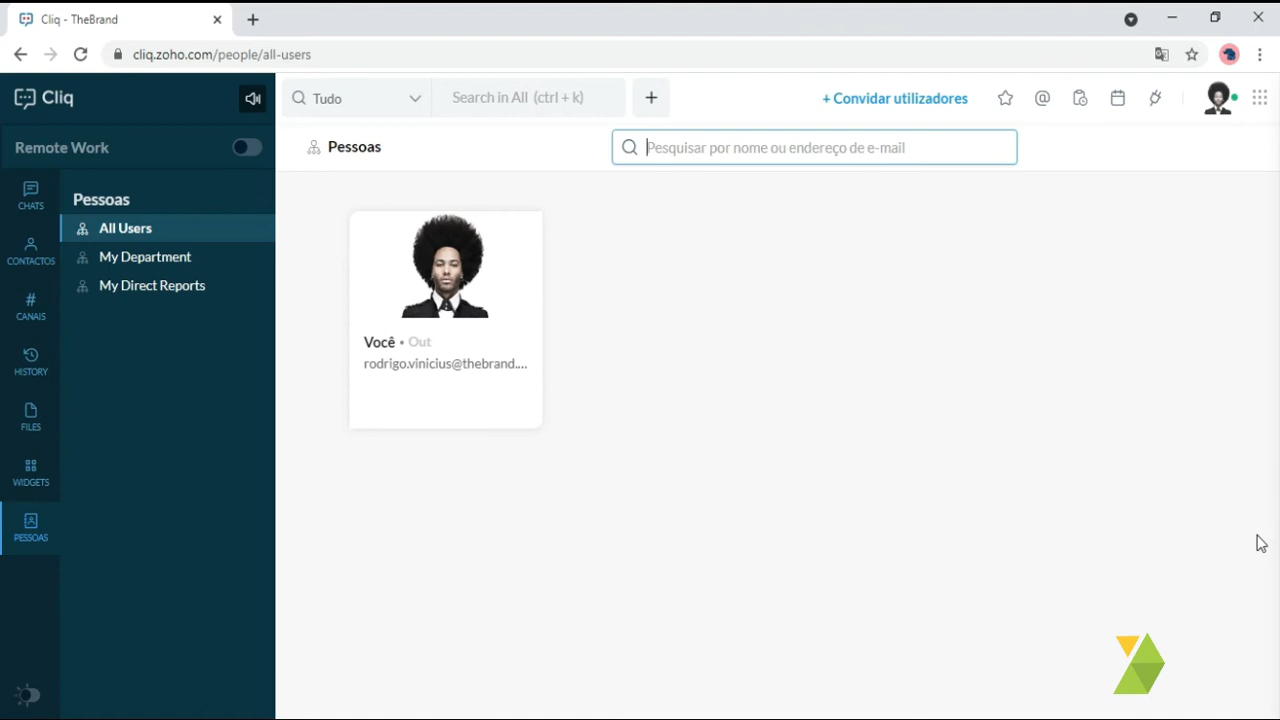 Cliq - TheBrand
cliq.zoho.com/people/all-users
Cliq
Tudo
Search in All (ctrl + k)
+ Convidar utilizadores
Remote Work
Pessoas
Pesquisar por nome ou endereço de e-mail
CHATS
CONTACTOS
CANAIS
HISTORY
FILES
WIDGETS
PESSOAS
Pessoas
All Users
My Department
My Direct Reports
Você • Out
rodrigo.vinicius@thebrand....